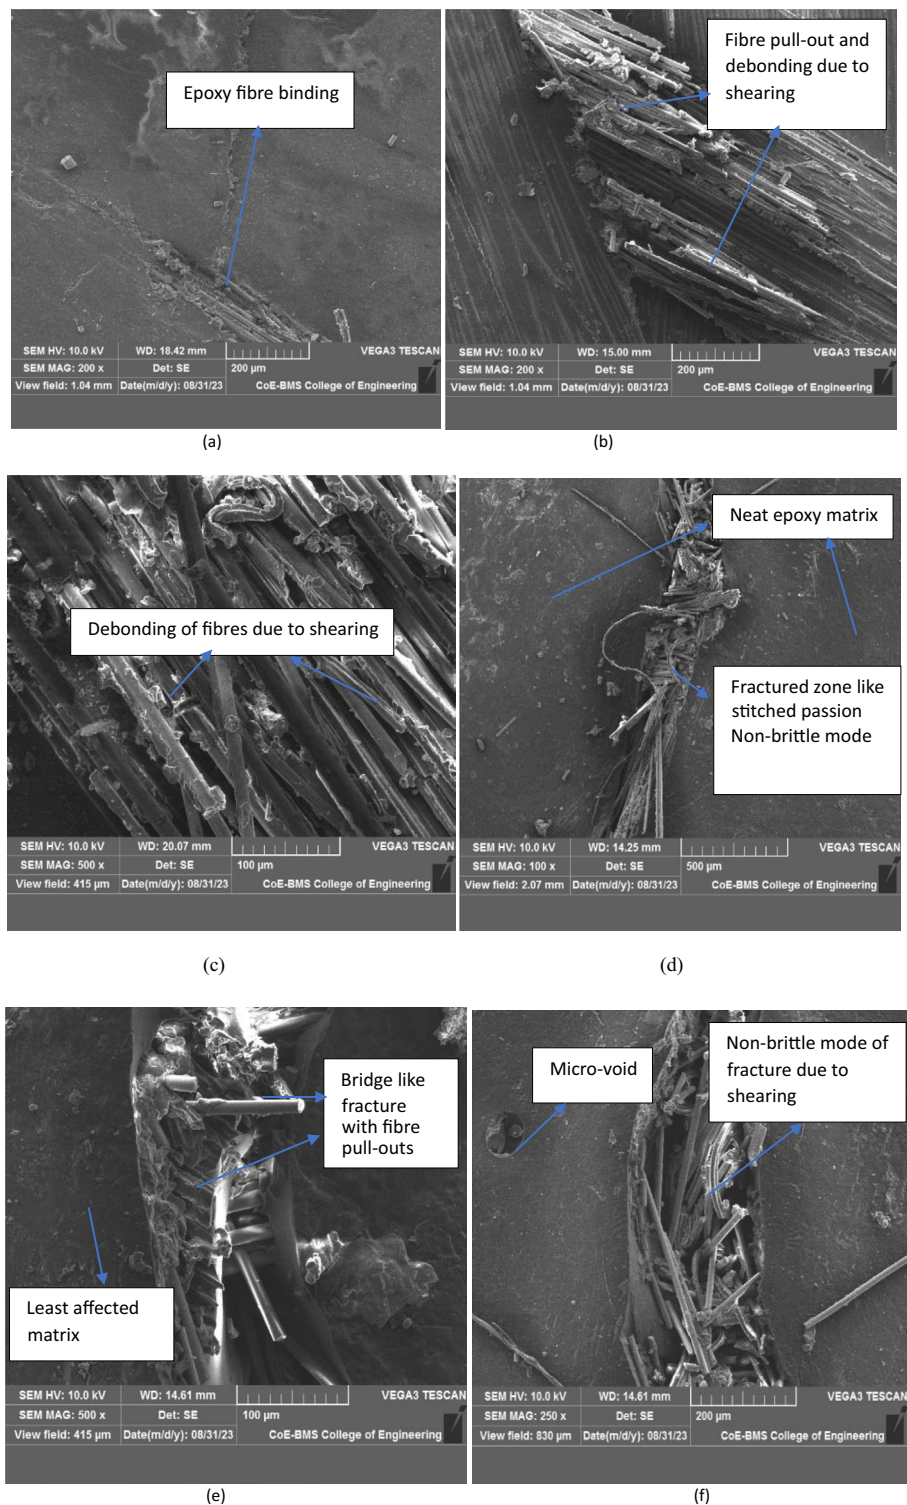 Epoxy fibre binding
SEM HV: 10.0 kV WD: 18.42 mm VEGA3 TESCAN
SEM MAG: 200 x Det: SE 200 µm
View field: 1.04 mm Date(m/d/y): 08/31/23 CoE-BMS College of Engineering
(a)
Fibre pull-out and
debonding due to
shearing
SEM HV: 10.0 kV WD: 15.00 mm VEGA3 TESCAN
SEM MAG: 200 x Det: SE 200 µm
View field: 1.04 mm Date(m/d/y): 08/31/23 CoE-BMS College of Engineering
(b)
Debonding of fibres due to shearing
SEM HV: 10.0 kV WD: 20.07 mm VEGA3 TESCAN
SEM MAG: 500 x Det: SE 100 µm
View field: 415 µm Date(m/d/y): 08/31/23 CoE-BMS College of Engineering
(c)
Neat epoxy matrix
Fractured zone like
stitched passion
Non-brittle mode
SEM HV: 10.0 kV WD: 14.25 mm VEGA3 TESCAN
SEM MAG: 100 x Det: SE 500 µm
View field: 2.07 mm Date(m/d/y): 08/31/23 CoE-BMS College of Engineering
(d)
Bridge like
fracture
with fibre
pull-outs
Least affected
matrix
SEM HV: 10.0 kV WD: 14.61 mm VEGA3 TESCAN
SEM MAG: 500 x Det: SE 100 µm
View field: 415 µm Date(m/d/y): 08/31/23 CoE-BMS College of Engineering
(e)
Micro-void
Non-brittle mode of
fracture due to
shearing
SEM HV: 10.0 kV WD: 14.61 mm VEGA3 TESCAN
SEM MAG: 250 x Det: SE 200 µm
View field: 830 µm Date(m/d/y): 08/31/23 CoE-BMS College of Engineering
(f)